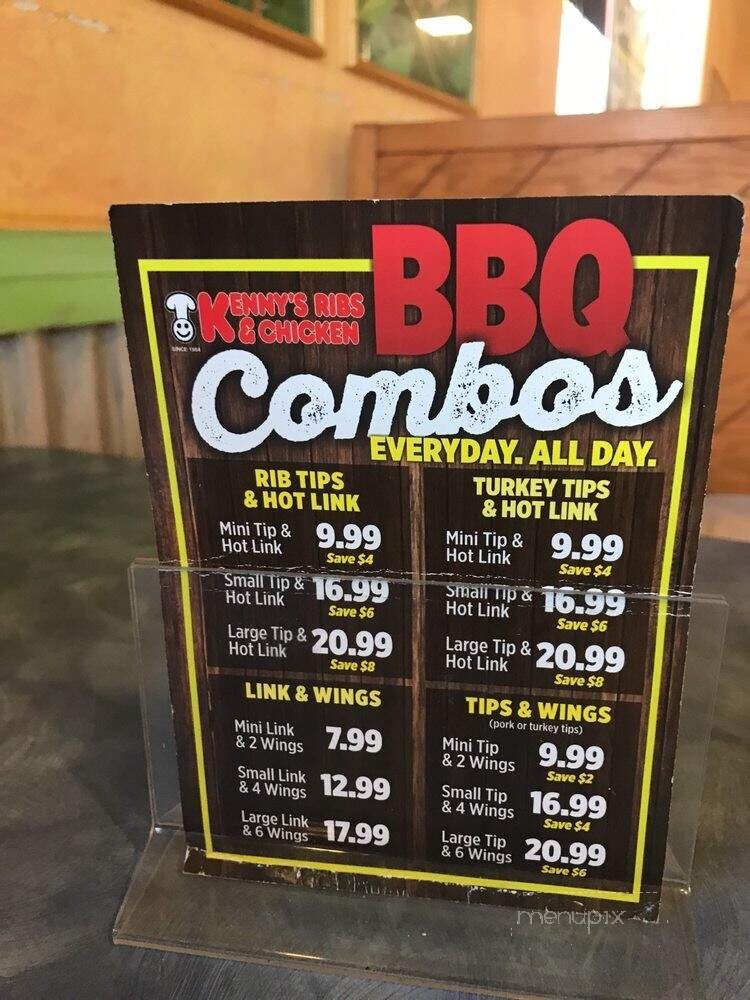 KENNY'S RIBS
& CHICKEN
SINCE 1984
BBQ
Combos
EVERYDAY. ALL DAY.
RIB TIPS
& HOT LINK
Mini Tip &
Hot Link
9.99
Save $4
Small Tip &
Hot Link
16.99
Save $6
Large Tip &
Hot Link
20.99
Save $8
TURKEY TIPS
& HOT LINK
Mini Tip &
Hot Link
9.99
Save $4
Small Tip &
Hot Link
16.99
Save $6
Large Tip &
Hot Link
20.99
Save $8
LINK & WINGS
Mini Link
& 2 Wings
7.99
Small Link
& 4 Wings
12.99
Large Link
& 6 Wings
17.99
TIPS & WINGS
(pork or turkey tips)
Mini Tip
& 2 Wings
9.99
Save $2
Small Tip
& 4 Wings
16.99
Save $4
Large Tip
& 6 Wings
20.99
Save $6
menupix